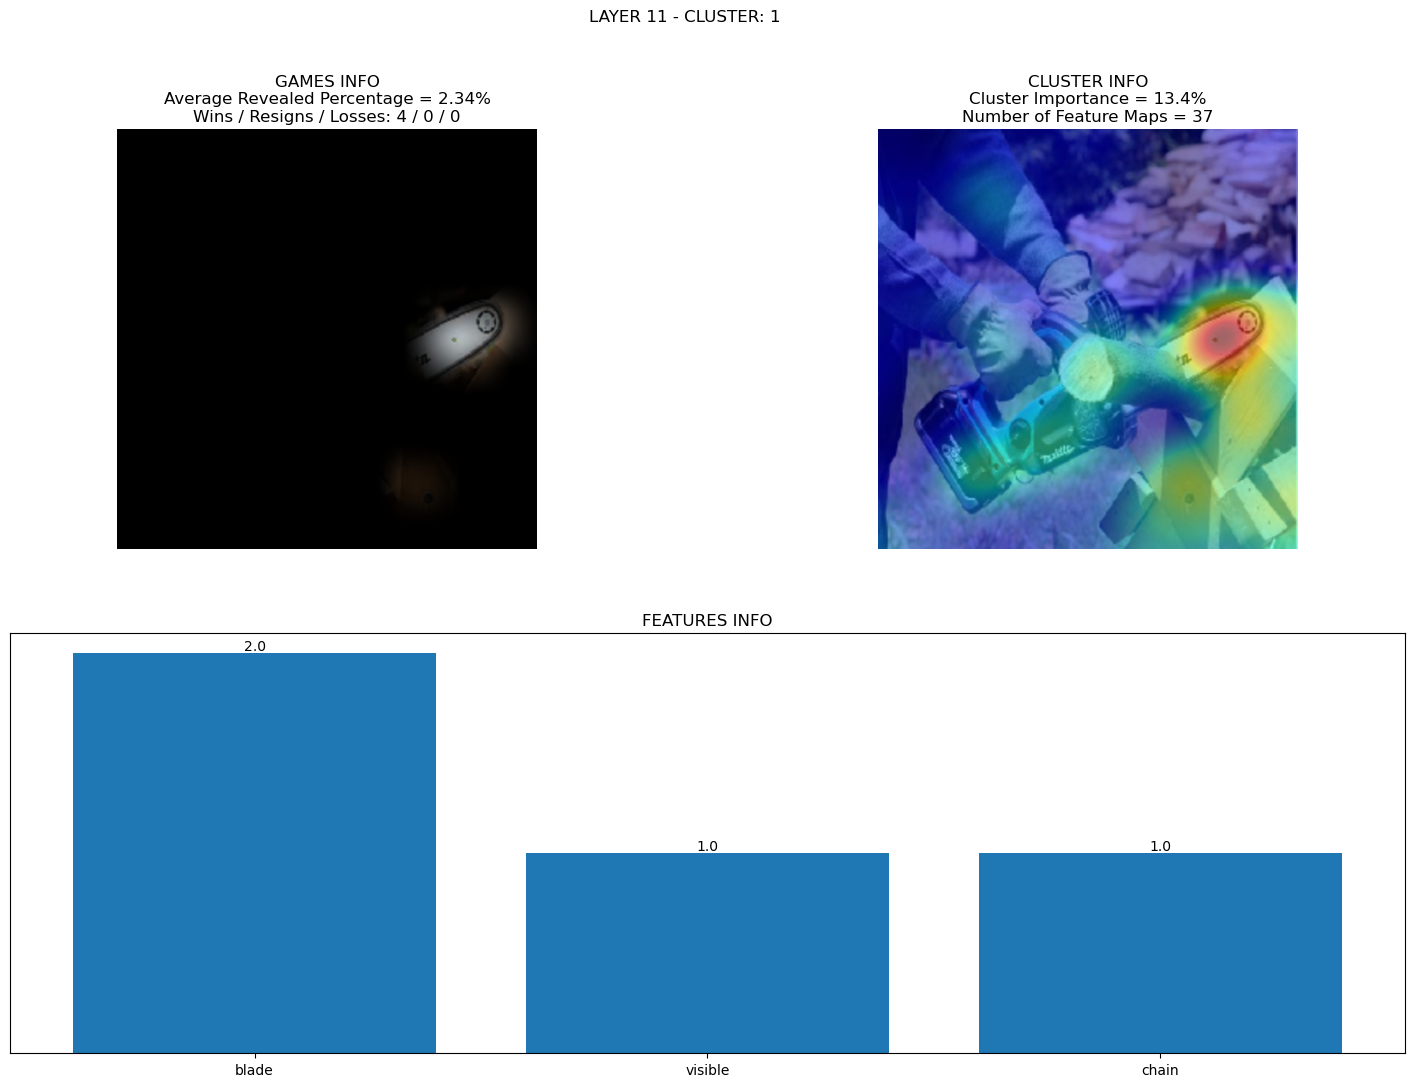 LAYER 11 - CLUSTER: 1
GAMES INFO
Average Revealed Percentage = 2.34%
Wins / Resigns / Losses: 4 / 0 / 0
CLUSTER INFO
Cluster Importance = 13.4%
Number of Feature Maps = 37
makita
FEATURES INFO
2.0
1.0
1.0
blade
visible
chain